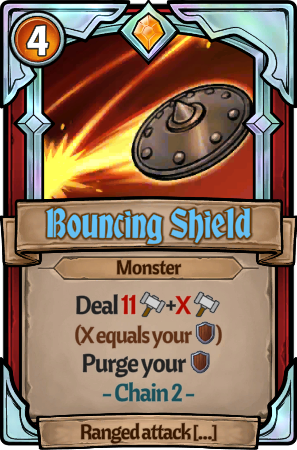 4
Bouncing Shield
Monster
Deal 11 +X
(X equals your )
Purge your
- Chain 2 -
Ranged attack [...]